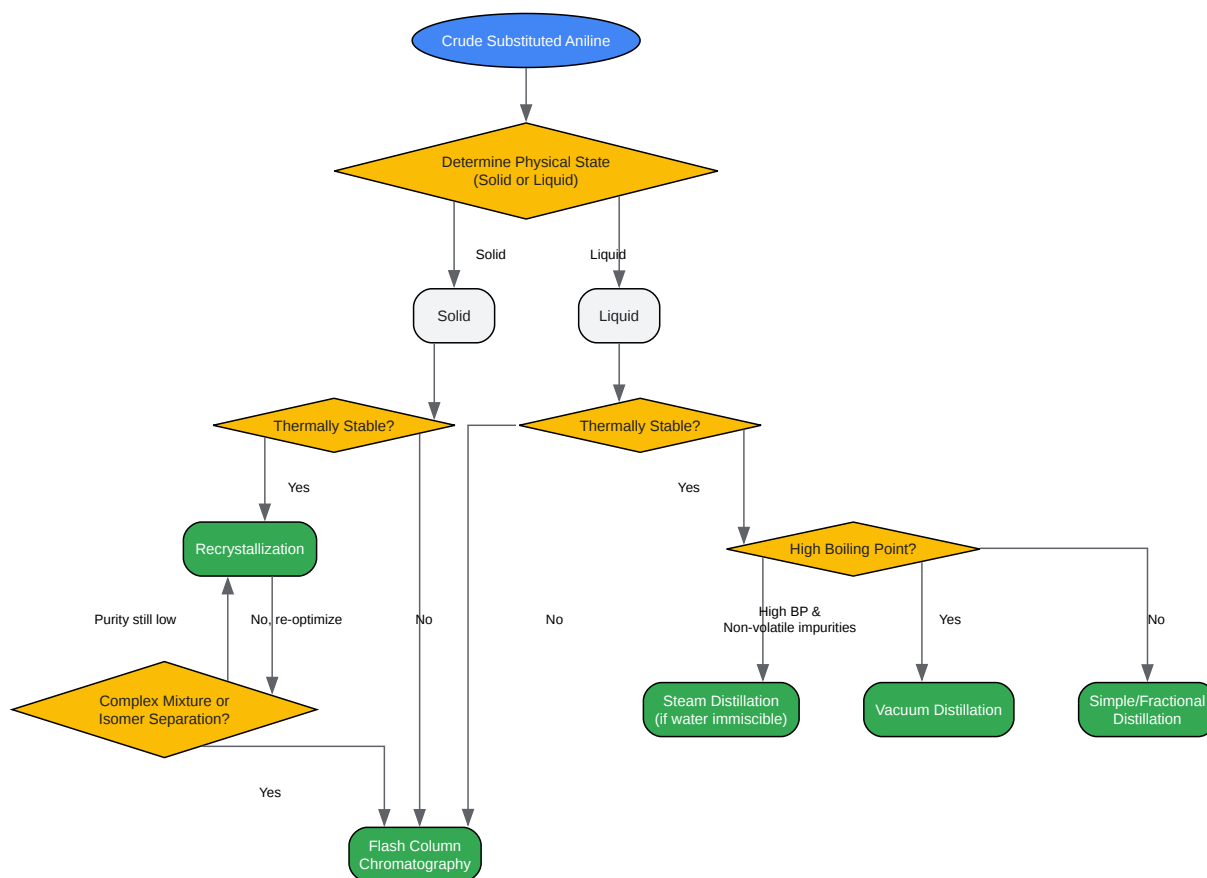 Crude Substituted Aniline
Determine Physical State
(Solid or Liquid)
Solid
Liquid
Solid
Liquid
Thermally Stable?
Thermally Stable?
Yes
Yes
Recrystallization
High Boiling Point?
Purity still low
No, re-optimize
No
No
High BP &
Non-volatile impurities
Yes
No
Complex Mixture or
Isomer Separation?
Steam Distillation
(if water immiscible)
Vacuum Distillation
Simple/Fractional
Distillation
Yes
Flash Column
Chromatography